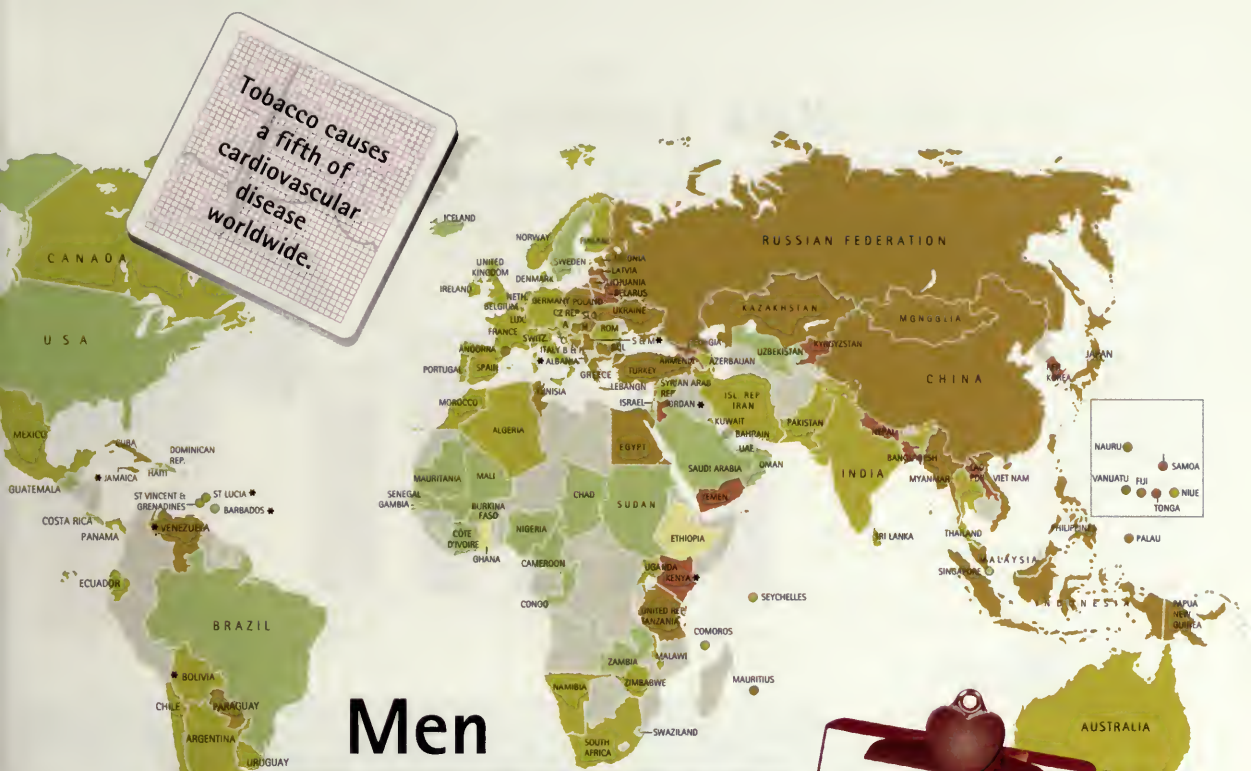 Tobacco causes
a fifth of
cardiovascular
disease
worldwide.
ICELAND
NORWAY
FINLAND
SWEDEN
LATVIA
LITHUANIA
BELARUS
UNITED
KINGDOM
DENMARK
IRELAND
NETH.
BELGIUM
GERMANY
POLAND
CZ REP
UKRAINE
LUX.
FRANCE
SWITZ.
ROM
S & M *
ANDORRA
ITALY
* ALBANIA
PORTUGAL
SPAIN
GREECE
TURKEY
ARMENIA
AZERBAIJAN
LEBANON
SYRIAN ARAB
REP
ISRAEL
JORDAN *
ISL. REP
IRAN
KUWAIT
BAHRAIN
UAE
OMAN
SAUDI ARABIA
YEMEN
RUSSIAN FEDERATION
KAZAKHSTAN
MONGOLIA
UZBEKISTAN
KYRGYZSTAN
CHINA
REP.
KOREA
JAPAN
PAKISTAN
NEPAL
INDIA
BANGLADESH
MYANMAR
LAO
PDR
VIET NAM
THAILAND
SRI LANKA
PHILIPPINES
MALAYSIA
SINGAPORE
INDONESIA
PAPUA
NEW
GUINEA
PALAU
NAURU
SAMOA
VANUATU
FIJI
NIUE
TONGA
AUSTRALIA
CANADA
USA
MEXICO
CUBA
DOMINICAN
REP.
HAITI
* JAMAICA
GUATEMALA
ST VINCENT &
GRENADINES
ST LUCIA *
BARBADOS *
COSTA RICA
PANAMA
* VENEZUELA
ECUADOR
BRAZIL
* BOLIVIA
CHILE
PARAGUAY
ARGENTINA
URUGUAY
TUNISIA
MOROCCO
ALGERIA
EGYPT
MAURITANIA
MALI
CHAD
SUDAN
SENEGAL
GAMBIA
BURKINA
FASO
NIGERIA
CÔTE
D'IVOIRE
GHANA
CAMEROON
ETHIOPIA
CONGO
UGANDA
KENYA *
UNITED REP.
TANZANIA
SEYCHELLES
COMOROS
MALAWI
ZAMBIA
ZIMBABWE
MAURITIUS
NAMIBIA
SWAZILAND
SOUTH
AFRICA
Men